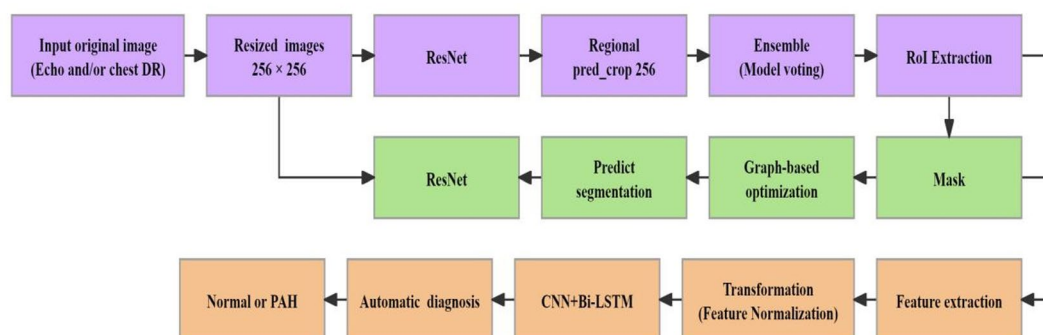 Input original image
(Echo and/or chest DR)
Resized images
256 × 256
ResNet
Regional
pred_crop 256
Ensemble
(Model voting)
RoI Extraction
ResNet
Predict
segmentation
Graph-based
optimization
Mask
Normal or PAH
Automatic diagnosis
CNN+Bi-LSTM
Transformation
(Feature Normalization)
Feature extraction